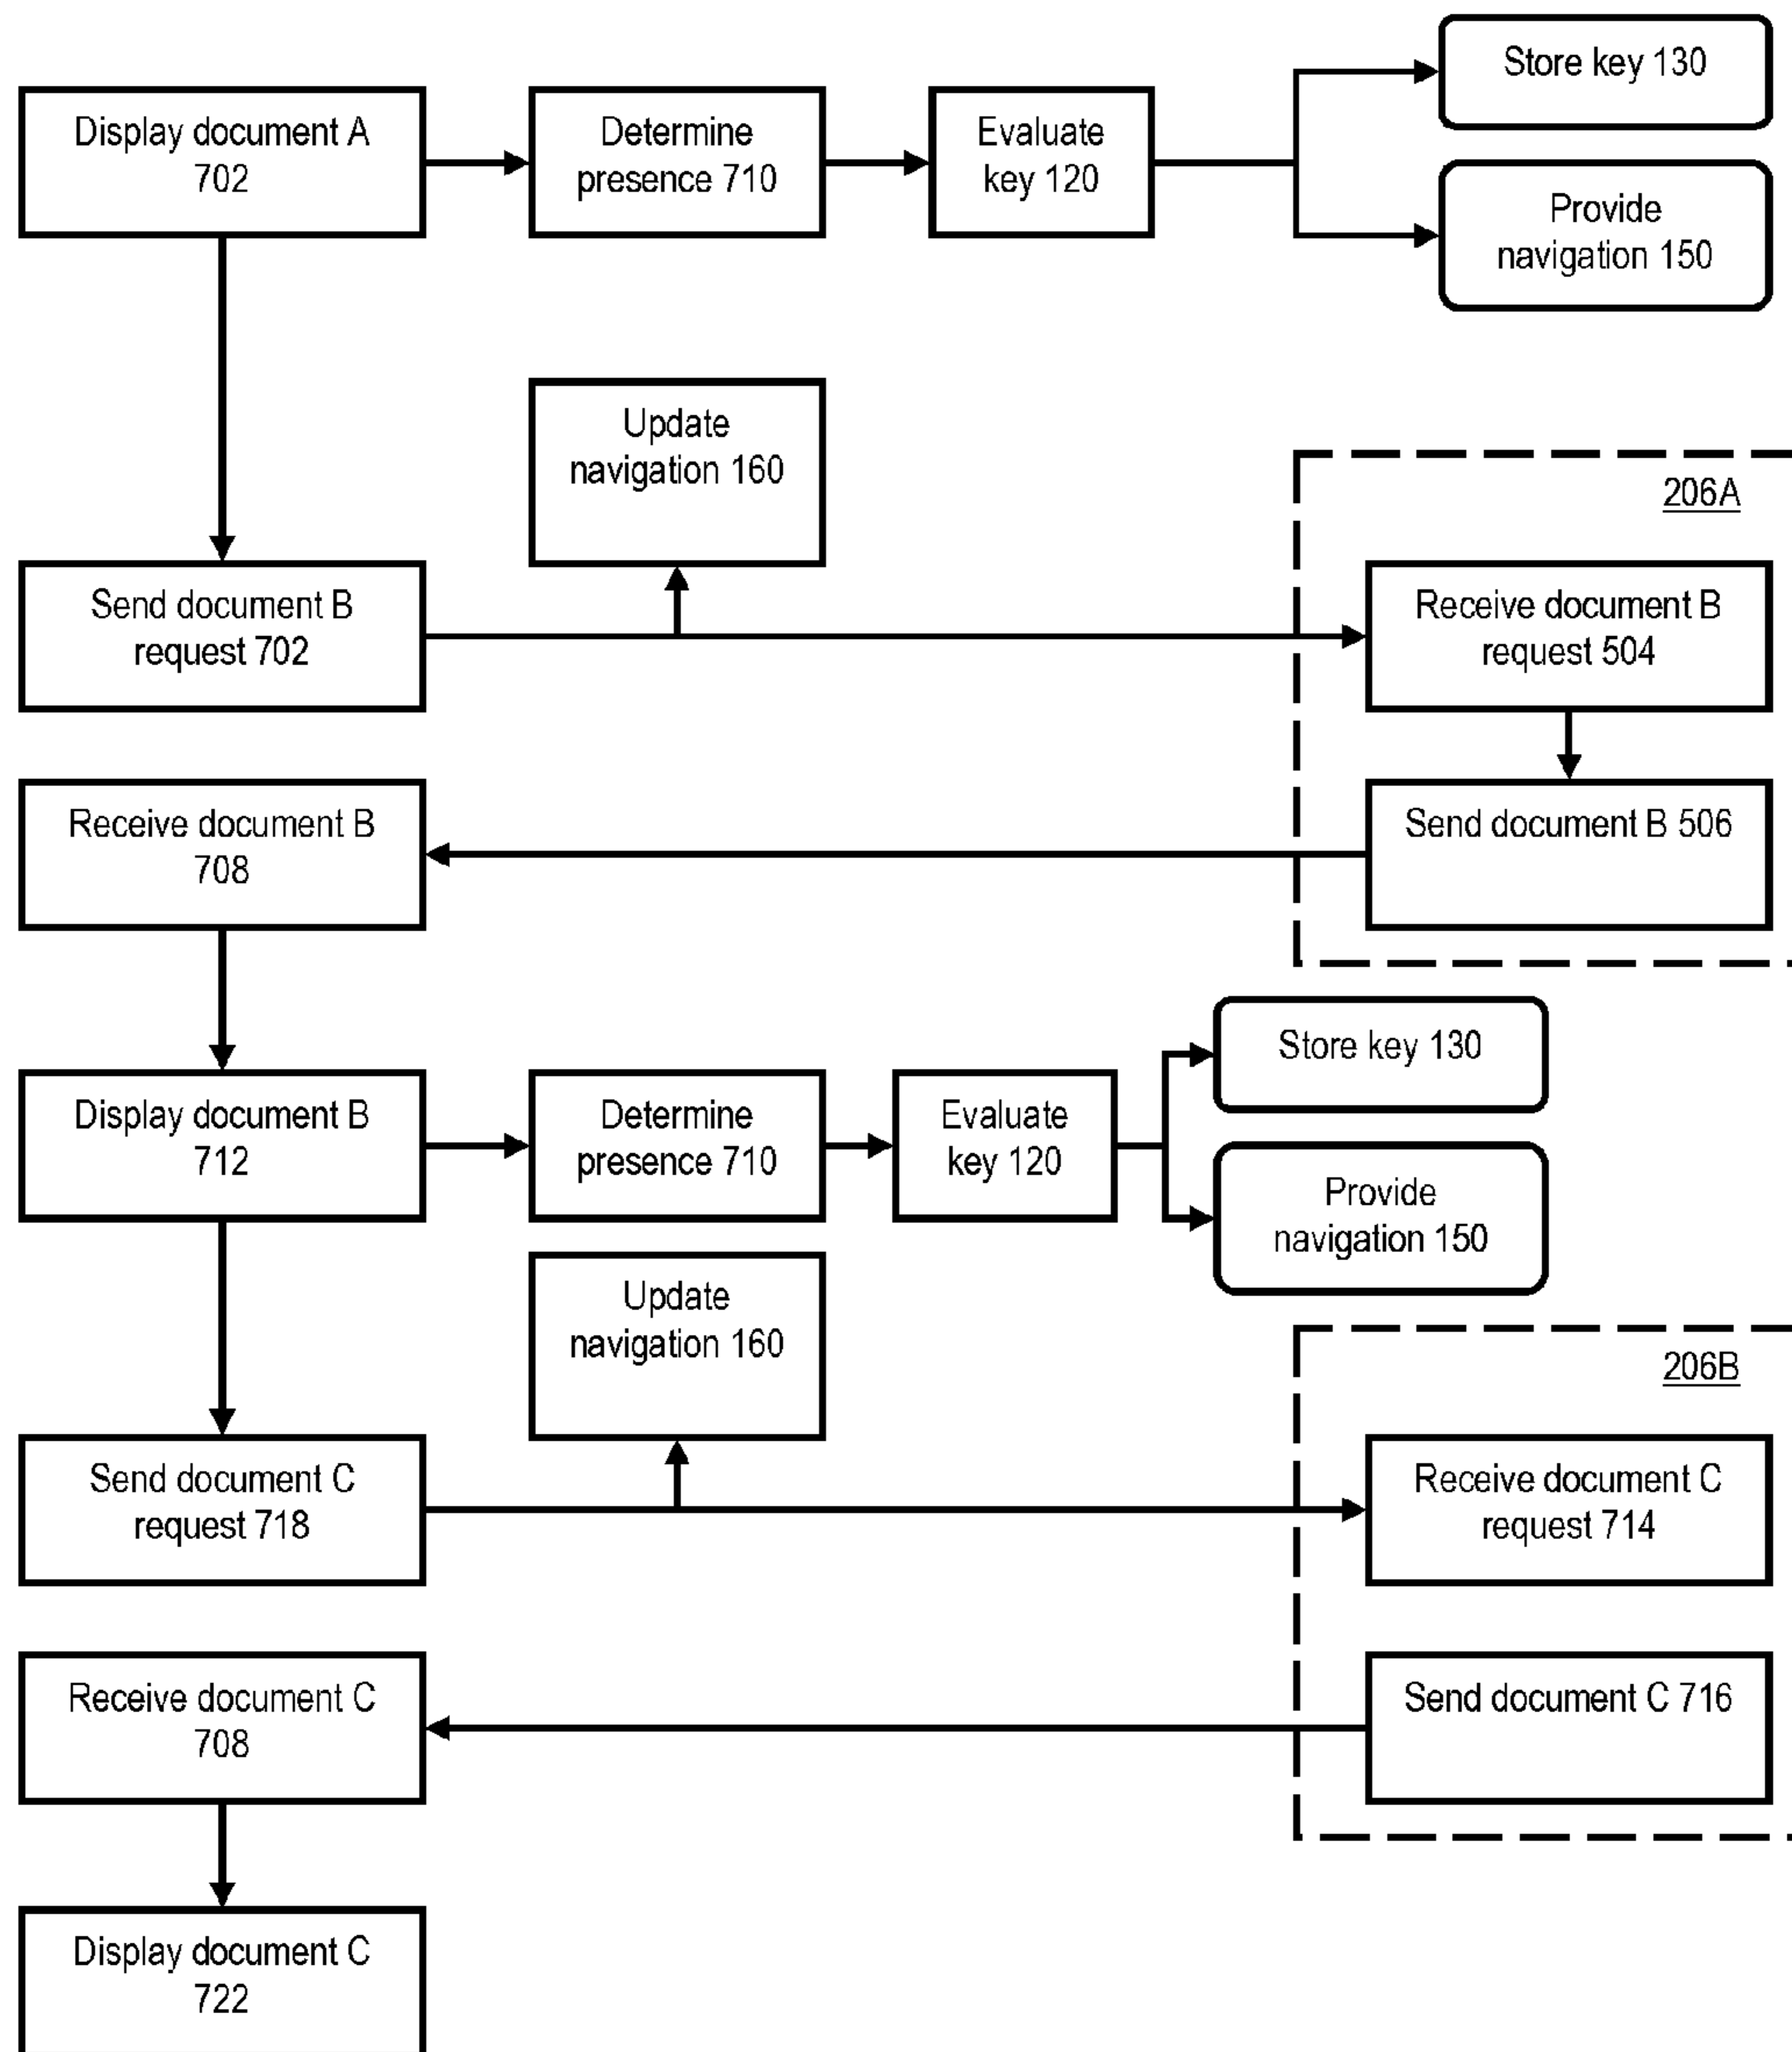 Display document A
702
Determine
presence 710
Evaluate
key 120
Store key 130
Provide
navigation 150
Update
navigation 160
206A
Send document B
request 702
Receive document B
request 504
Receive document B
708
Send document B 506
Display document B
712
Determine
presence 710
Evaluate
key 120
Store key 130
Provide
navigation 150
Update
navigation 160
206B
Send document C
request 718
Receive document C
request 714
Receive document C
708
Send document C 716
Display document C
722